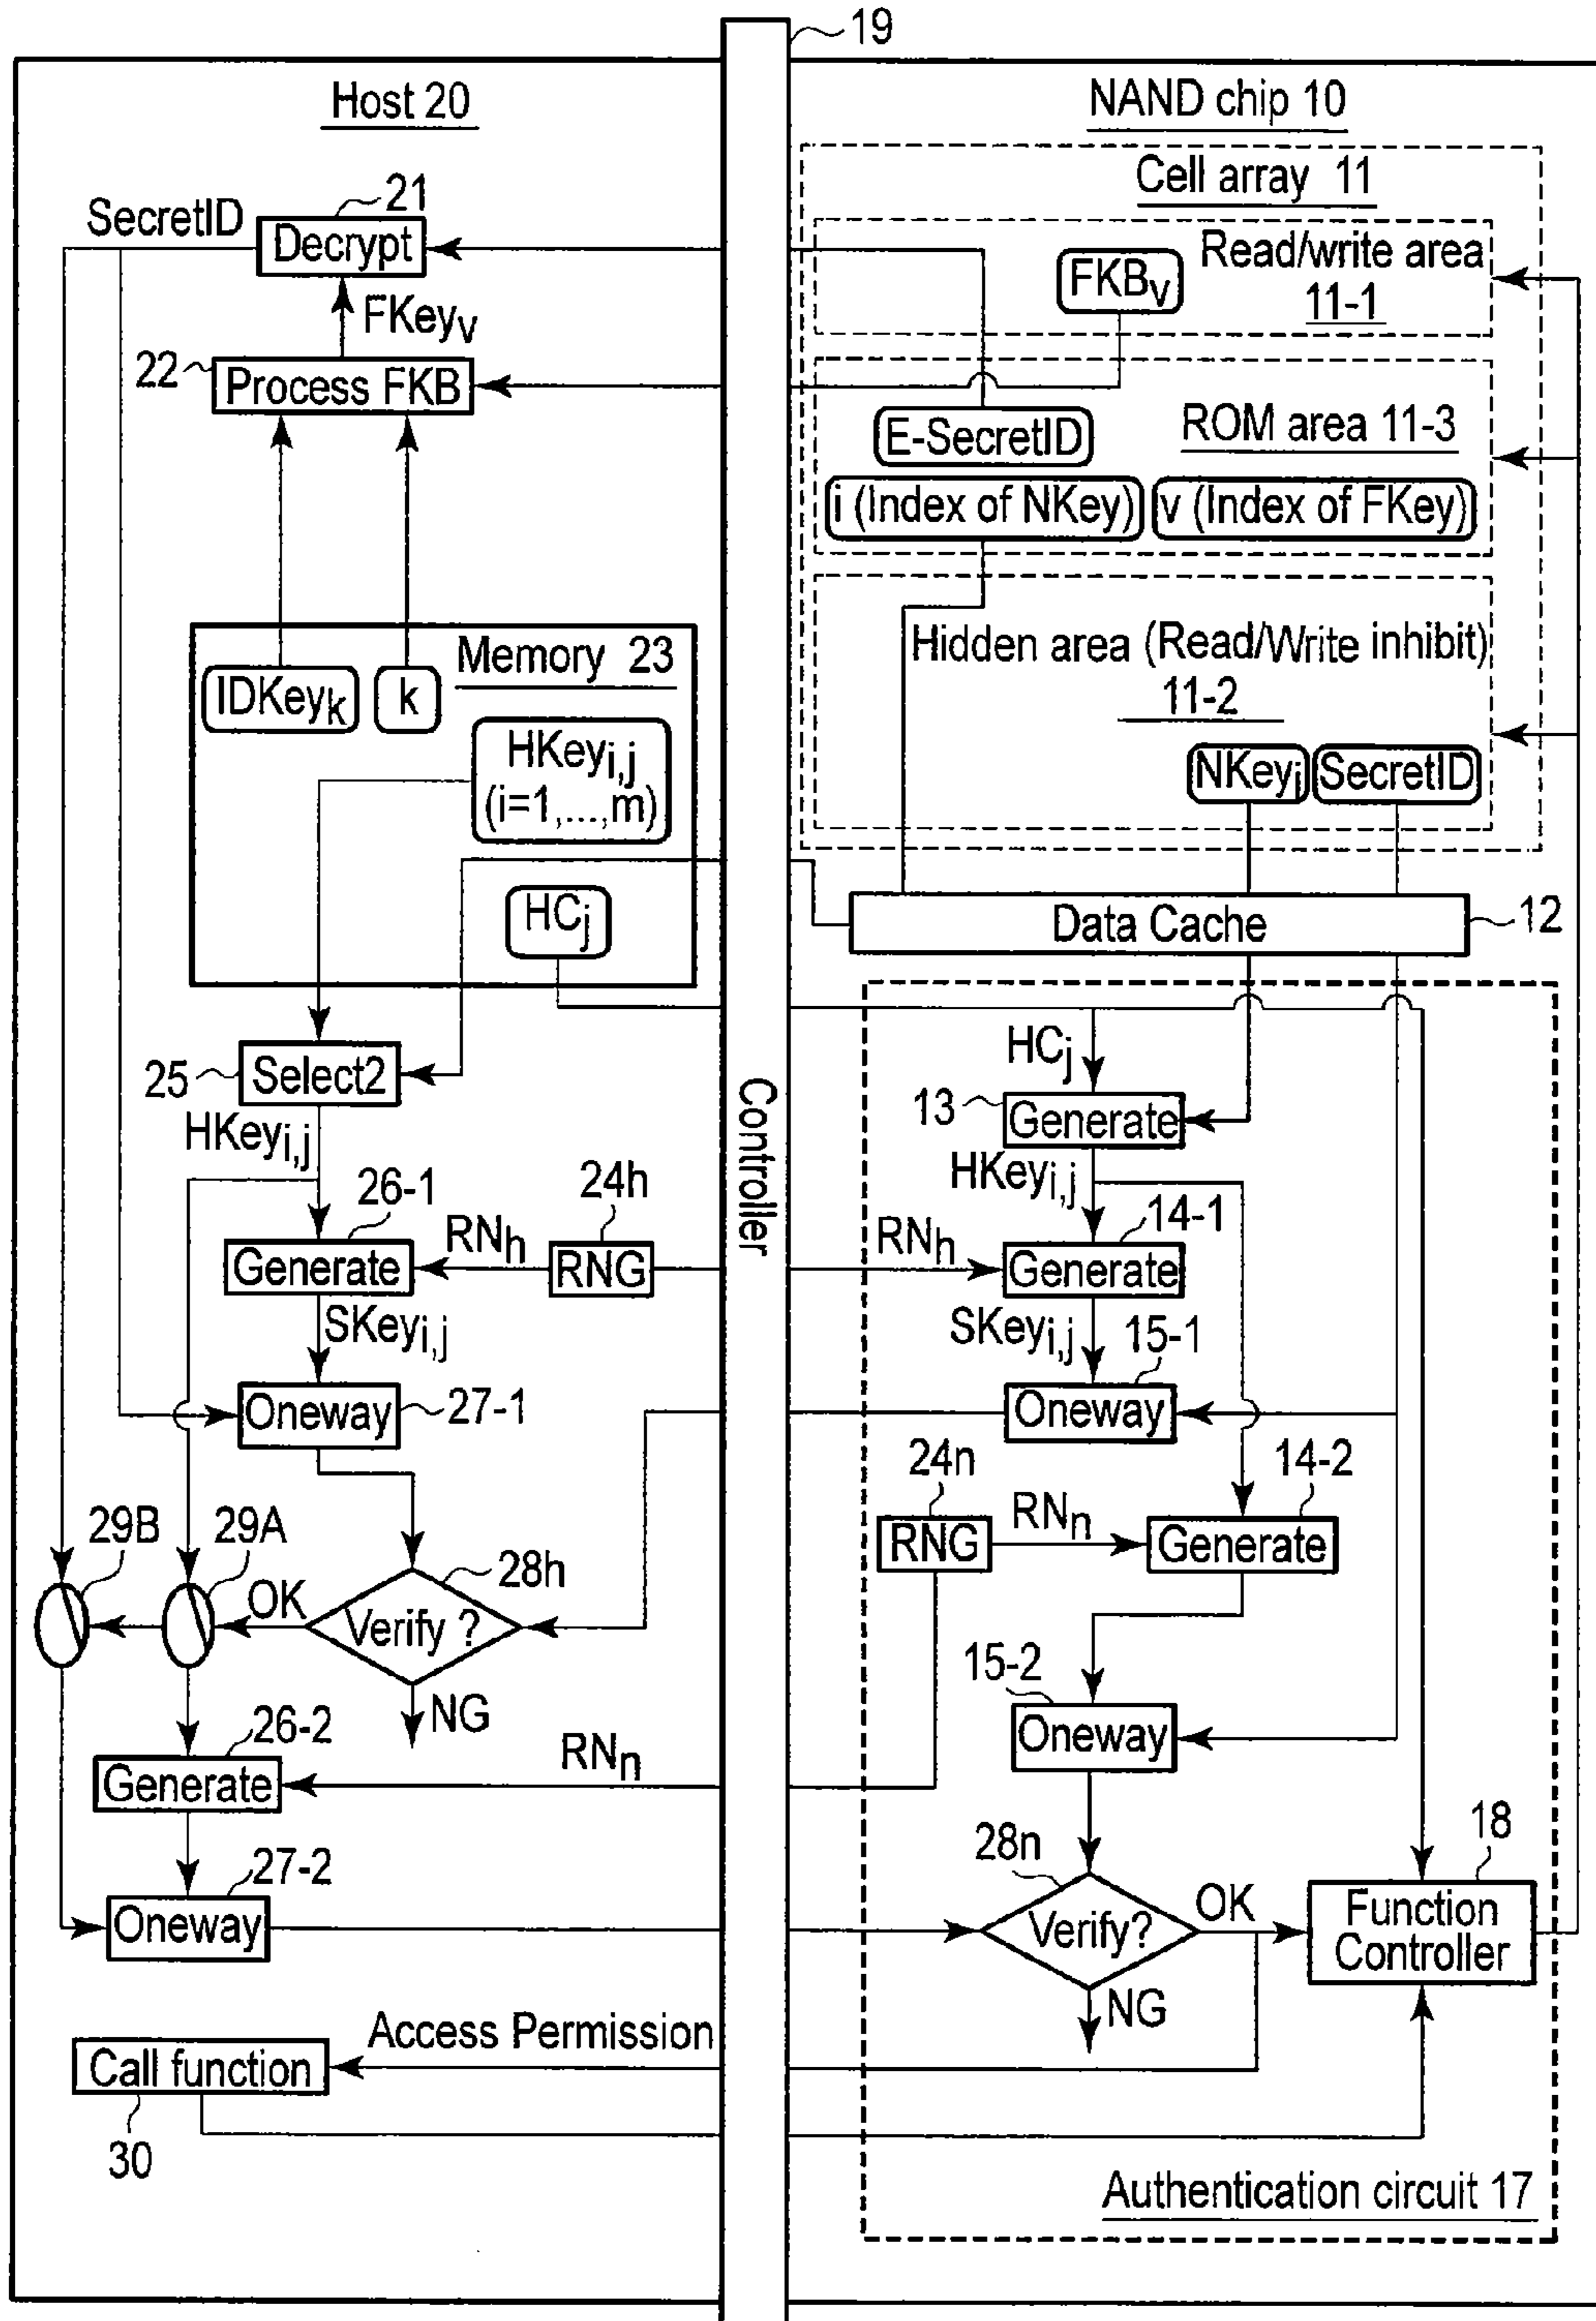 19
Host 20
NAND chip 10
Cell array 11
SecretID
21
Decrypt
FKBv
Read/write area
11-1
FKeyv
22
Process FKB
E-SecretID
ROM area 11-3
i (Index of NKey)
v (Index of FKey)
Memory 23
IDKeyk
k
Hidden area (Read/Write inhibit)
11-2
HKeyi,j
(i=1,...,m)
NKeyi
SecretID
HCj
Data Cache
12
25
Select2
HCj
13
Generate
Controller
HKeyi,j
HKeyi,j
26-1
24h
14-1
Generate
RNh
RNG
RNh
Generate
SKeyi,j
SKeyi,j
15-1
Oneway
27-1
Oneway
24n
14-2
RNG
RNn
Generate
29B
29A
28h
OK
Verify ?
NG
15-2
Oneway
26-2
Generate
RNn
27-2
Oneway
28n
Verify?
OK
NG
18
Function
Controller
Access Permission
Call function
30
Authentication circuit 17